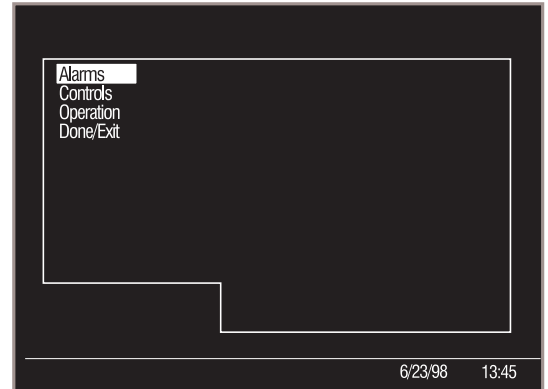 Alarms
Controls
Operation
Done/Exit
6/23/98 13:45